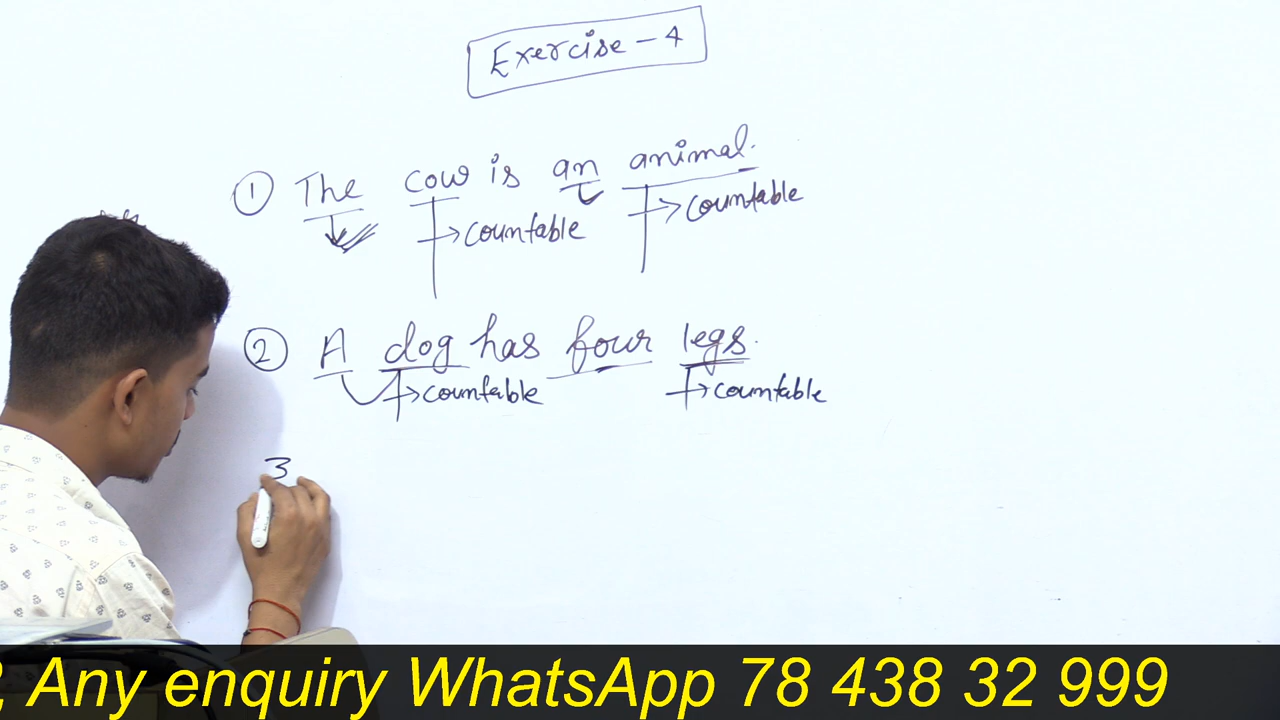 Exercise - 4
① The cow is an animal.
countable
countable
② A dog has four legs.
countable
countable
3
Any enquiry WhatsApp 78 438 32 999